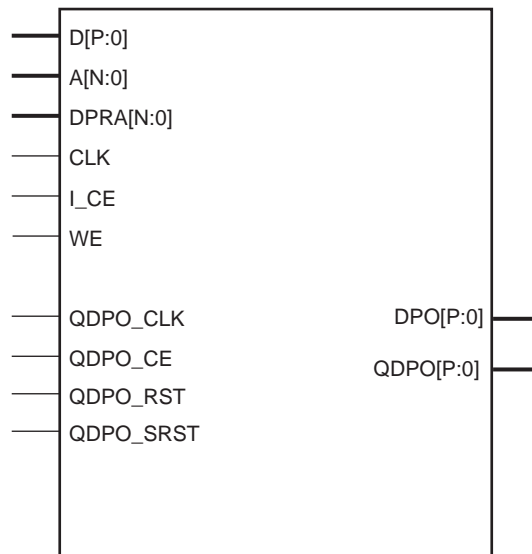 D[P:0]
A[N:0]
DPRA[N:0]
CLK
I_CE
WE
QDPO_CLK
DPO[P:0]
QDPO_CE
QDPO[P:0]
QDPO_RST
QDPO_SRST